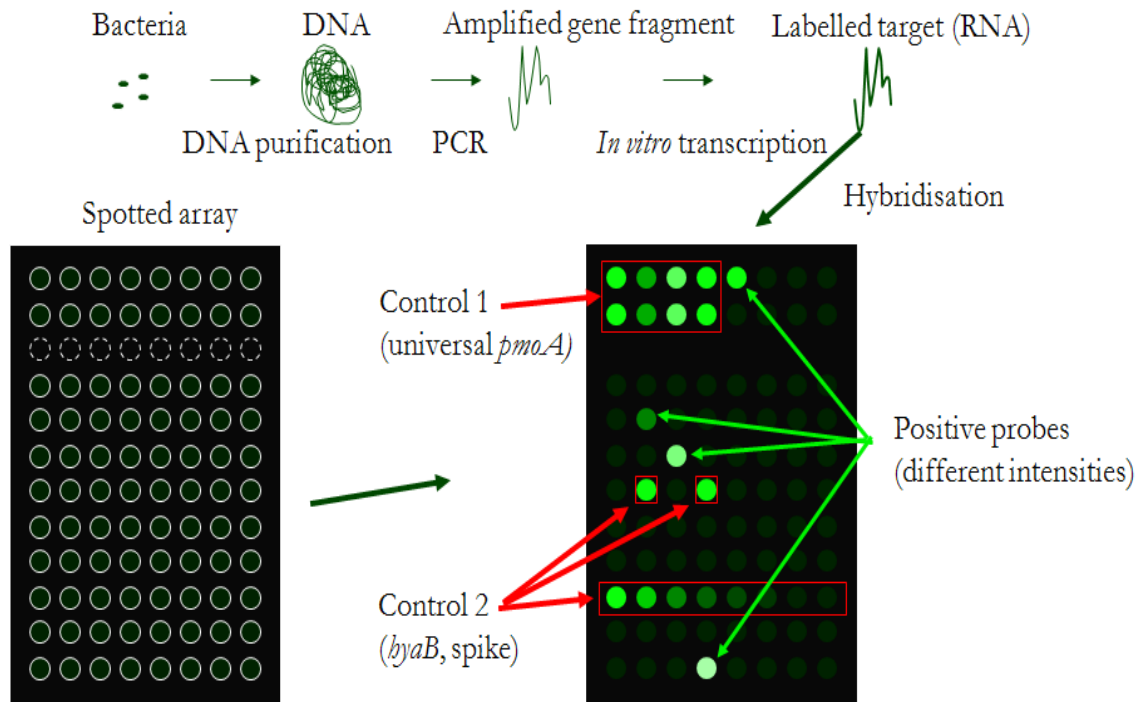 Bacteria
DNA
Amplified gene fragment
Labelled target (RNA)
DNA purification
PCR
In vitro transcription
Hybridisation
Spotted array
Control 1
(universal pmoA)
Positive probes
(different intensities)
Control 2
(hyaB, spike)